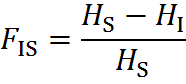 F_IS = (H_S − H_I) / H_S